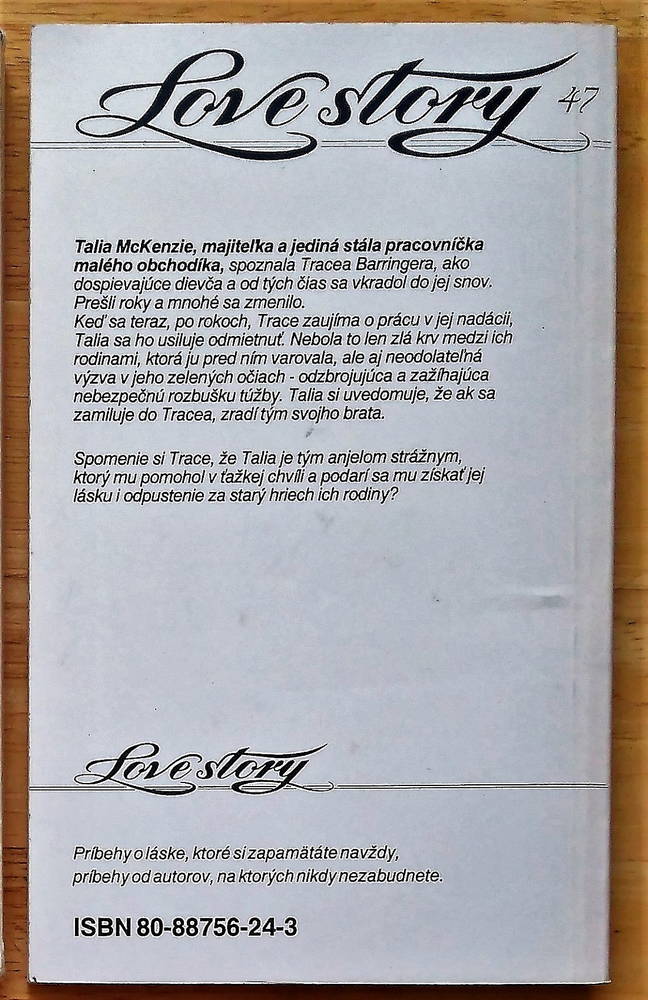 Love story 47
Talia McKenzie, majiteľka a jediná stála pracovníčka
malého obchodíka, spoznala Tracea Barringera, ako
dospievajúce dievča a od tých čias sa vkradol do jej snov.
Prešli roky a mnohé sa zmenilo.
Keď sa teraz, po rokoch, Trace zaujíma o prácu v jej nadácii,
Talia sa ho usiluje odmietnuť. Nebola to len zlá krv medzi ich
rodinami, ktorá ju pred ním varovala, ale aj neodolateľná
výzva v jeho zelených očiach - odzbrojujúca a zažíhajúca
nebezpečnú rozbušku túžby. Talia si uvedomuje, že ak sa
zamiluje do Tracea, zradí tým svojho brata.
Spomenie si Trace, že Talia je tým anjelom strážnym,
ktorý mu pomohol v ťažkej chvíli a podarí sa mu získať jej
lásku i odpustenie za starý hriech ich rodiny?
Love story
Príbehy o láske, ktoré si zapamätáte navždy,
príbehy od autorov, na ktorých nikdy nezabudnete.
ISBN 80-88756-24-3